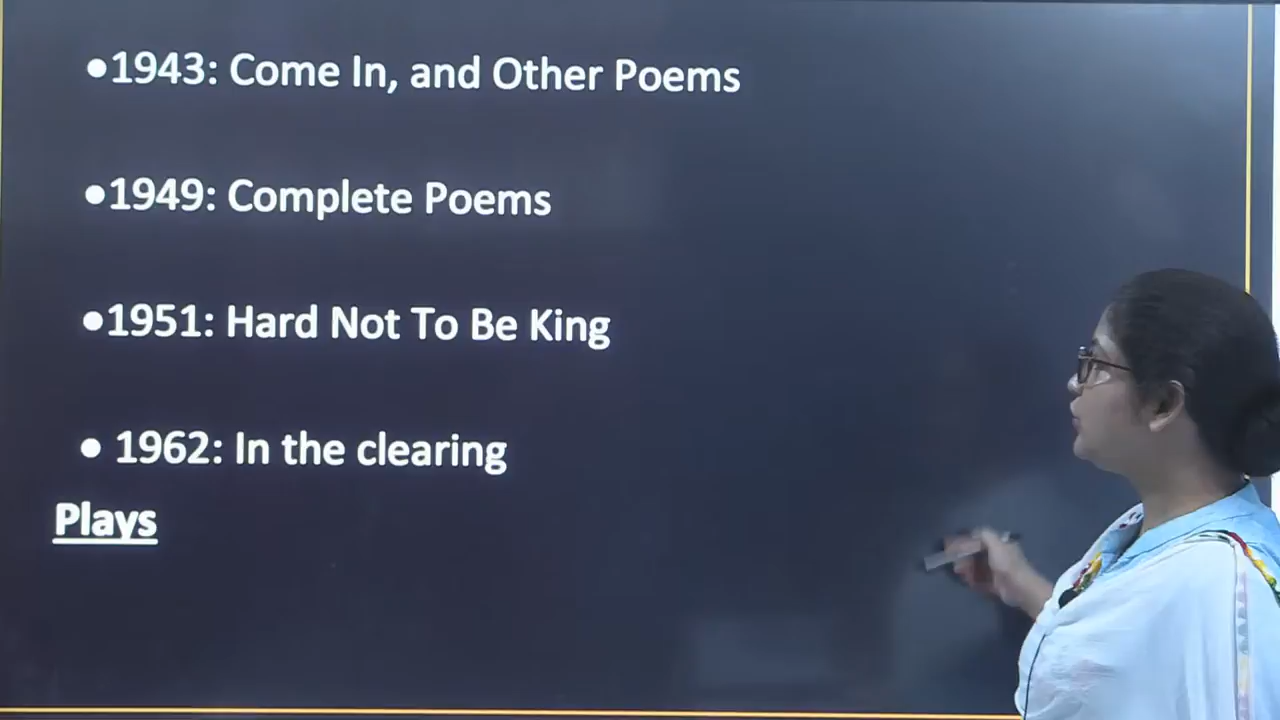 •1943: Come In, and Other Poems
•1949: Complete Poems
•1951: Hard Not To Be King
• 1962: In the clearing
Plays